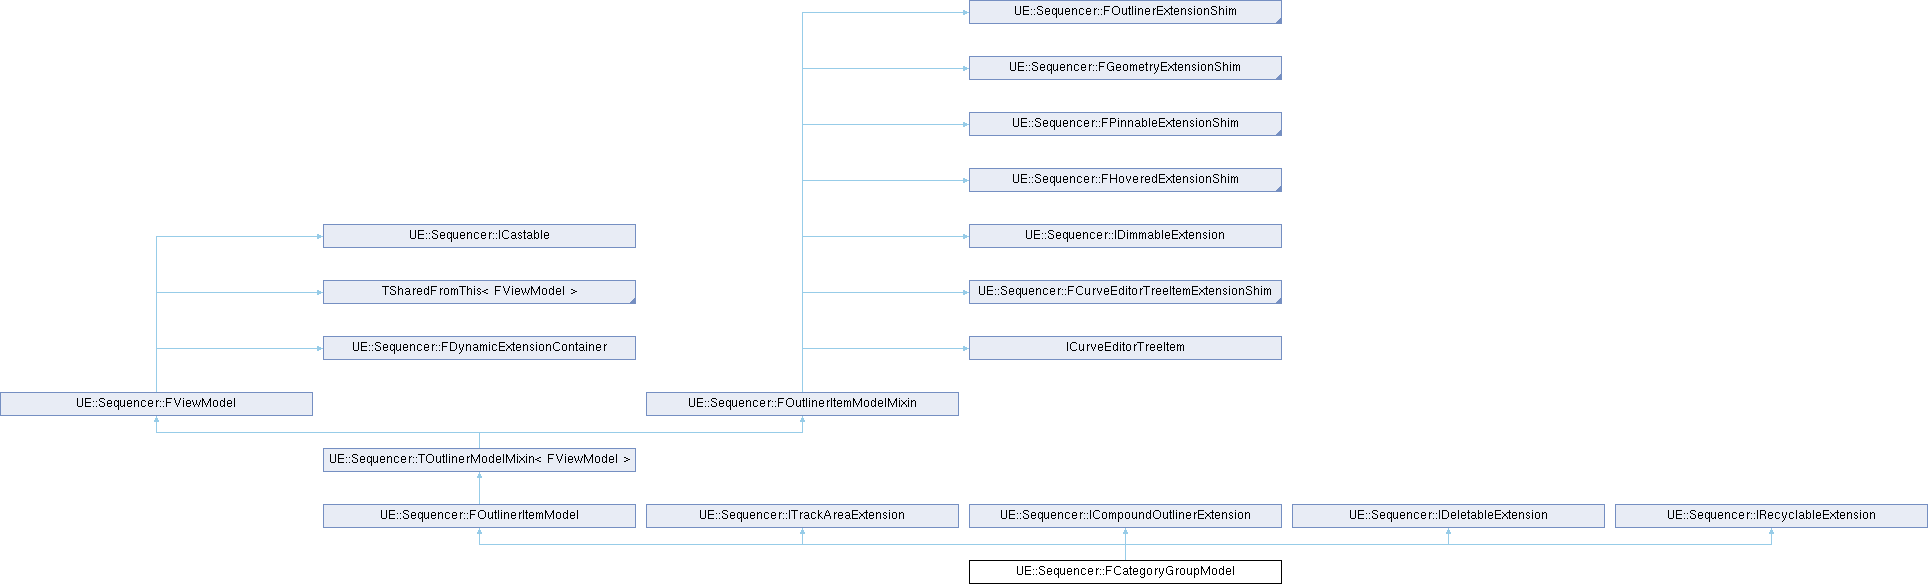 UE::Sequencer::FOutlinerExtensionShim
UE::Sequencer::FGeometryExtensionShim
UE::Sequencer::FPinnableExtensionShim
UE::Sequencer::FHoveredExtensionShim
UE::Sequencer::ICastable
UE::Sequencer::IDimmableExtension
TSharedFromThis< FViewModel >
UE::Sequencer::FCurveEditorTreeItemExtensionShim
UE::Sequencer::FDynamicExtensionContainer
ICurveEditorTreeItem
UE::Sequencer::FViewModel
UE::Sequencer::FOutlinerItemModelMixin
UE::Sequencer::TOutlinerModelMixin< FViewModel >
UE::Sequencer::FOutlinerItemModel
UE::Sequencer::ITrackAreaExtension
UE::Sequencer::ICompoundOutlinerExtension
UE::Sequencer::IDeletableExtension
UE::Sequencer::IRecyclableExtension
UE::Sequencer::FCategoryGroupModel